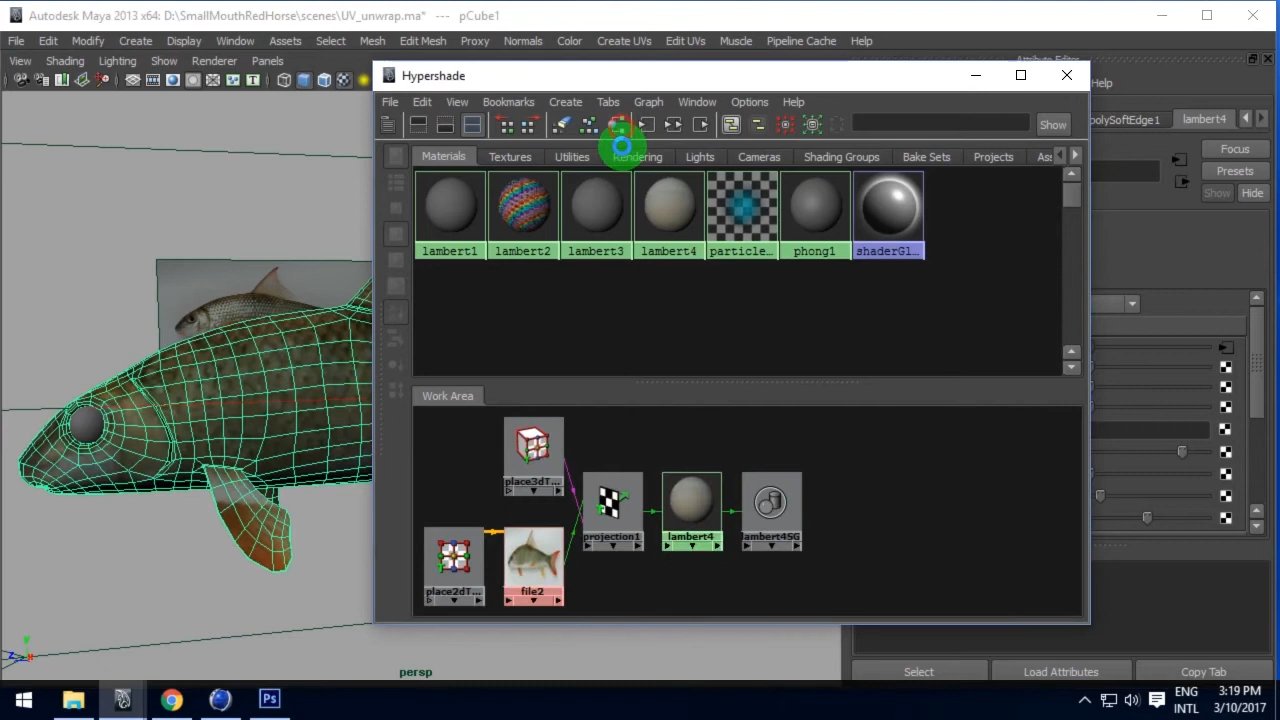 Autodesk Maya 2013 x64: D:\SmallMouthRedHorse\scenes\UV_unwrap.ma* --- pCube1
File Edit Modify Create Display Window Assets Select Mesh Edit Mesh Proxy Normals Color Create UVs Edit UVs Muscle Pipeline Cache Help
View Shading Lighting Show Renderer Panels
Hypershade
Help
File Edit View Bookmarks Create Tabs Graph Window Options Help
Show
polySoftEdge1 lambert4
Focus
Presets
Show Hide
Materials Textures Utilities Rendering Lights Cameras Shading Groups Bake Sets Projects Ass
lambert1 lambert2 lambert3 lambert4 particle... phong1 shaderGl...
Work Area
place3dT...
projection1 lambert4 lambert4SG
place2dT... file2
persp
Select Load Attributes Copy Tab
Ps
ENG
INTL
3:19 PM
3/10/2017